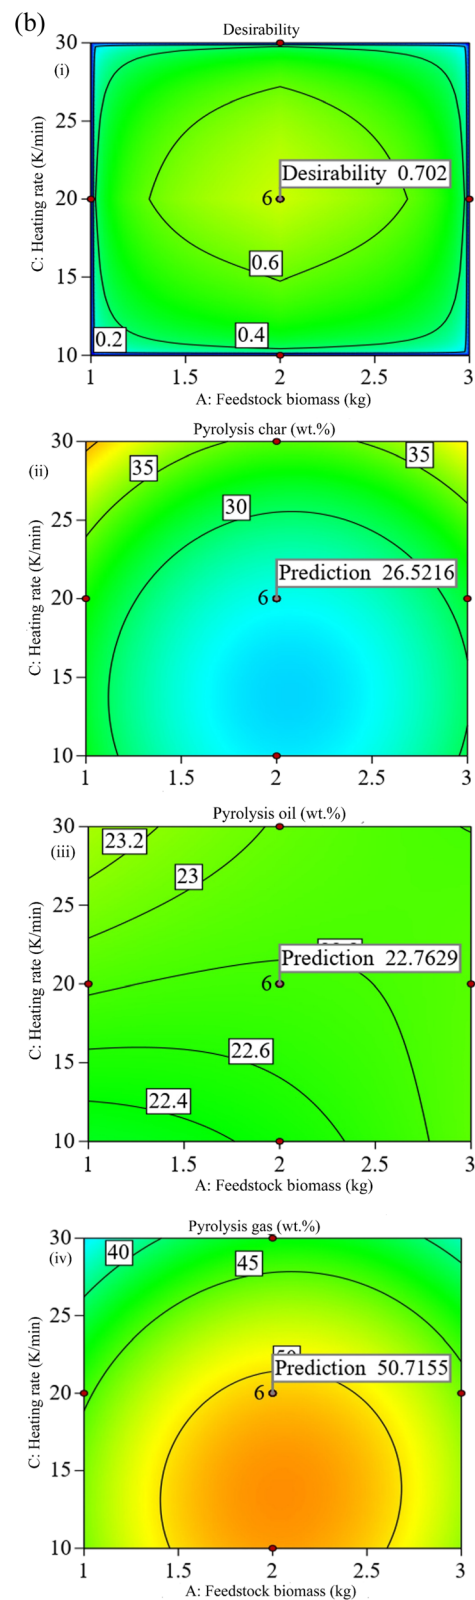 (b)
Desirability
(i)
30
25
20
15
10
C: Heating rate (K/min)
Desirability 0.702
6
0.6
0.4
0.2
1
1.5
2
2.5
3
A: Feedstock biomass (kg)
Pyrolysis char (wt.%)
(ii)
30
25
20
15
10
C: Heating rate (K/min)
35
35
30
Prediction 26.5216
6
1
1.5
2
2.5
3
Pyrolysis oil (wt.%)
(iii)
30
25
20
15
10
C: Heating rate (K/min)
23.2
23
Prediction 22.7629
6
22.6
22.4
1
1.5
2
2.5
3
A: Feedstock biomass (kg)
Pyrolysis gas (wt.%)
(iv)
30
25
20
15
10
C: Heating rate (K/min)
40
45
50
Prediction 50.7155
6
1
1.5
2
2.5
3
A: Feedstock biomass (kg)